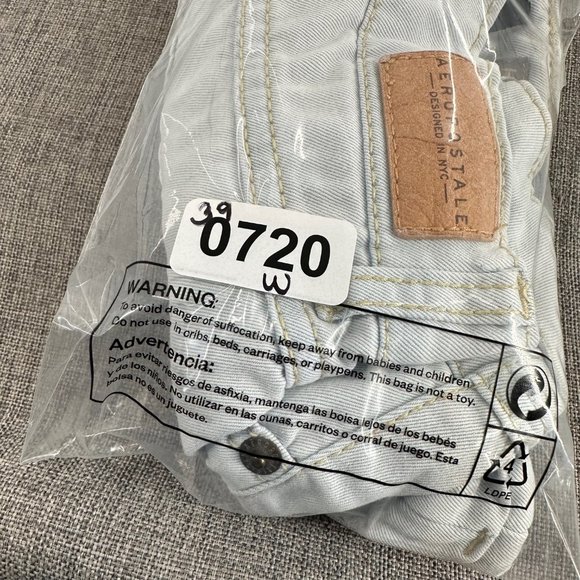 AEROPOSTALE
— DESIGNED IN NYC —
39
0720
W
WARNING
To avoid danger of suffocation, keep away from babies and children
Do not use in cribs, beds, carriages, or playpens. This bag is not a toy.
Advertencia:
Para evitar riesgos de asfixia, mantenga las bolsa lejos de los bebés
y de los niños. No utilizar en las cunas, carritos o corral de juego. Esta
bolsa no es un juguete.
4
LDPE